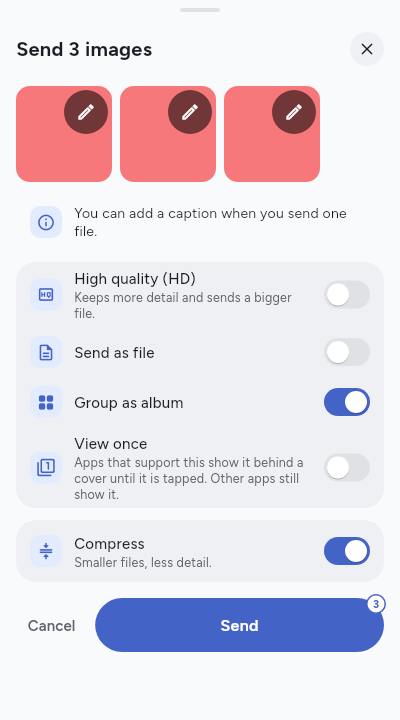 Send 3 images
You can add a caption when you send one
file.
High quality (HD)
Keeps more detail and sends a bigger
file.
Send as file
Group as album
View once
Apps that support this show it behind a
cover until it is tapped. Other apps still
show it.
Compress
Smaller files, less detail.
3
Cancel
Send